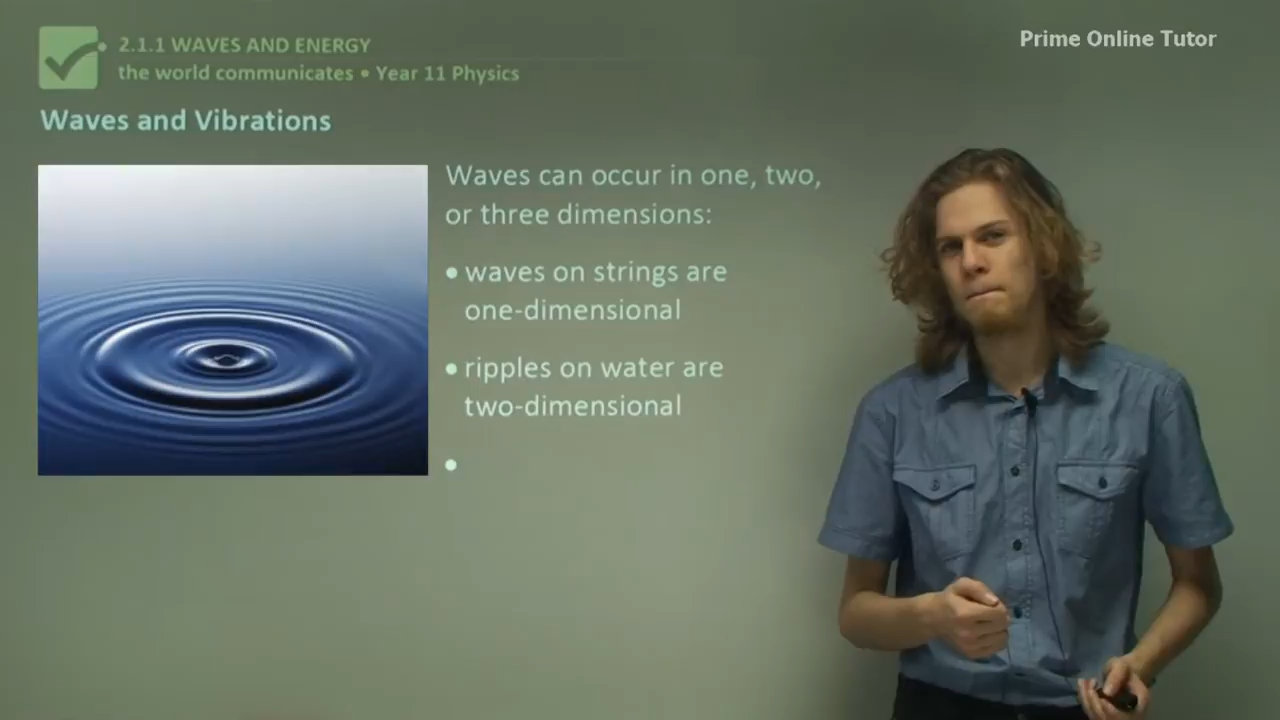 2.1.1 WAVES AND ENERGY
the world communicates • Year 11 Physics
Prime Online Tutor
Waves and Vibrations
Waves can occur in one, two,
or three dimensions:
• waves on strings are
one-dimensional
• ripples on water are
two-dimensional
•